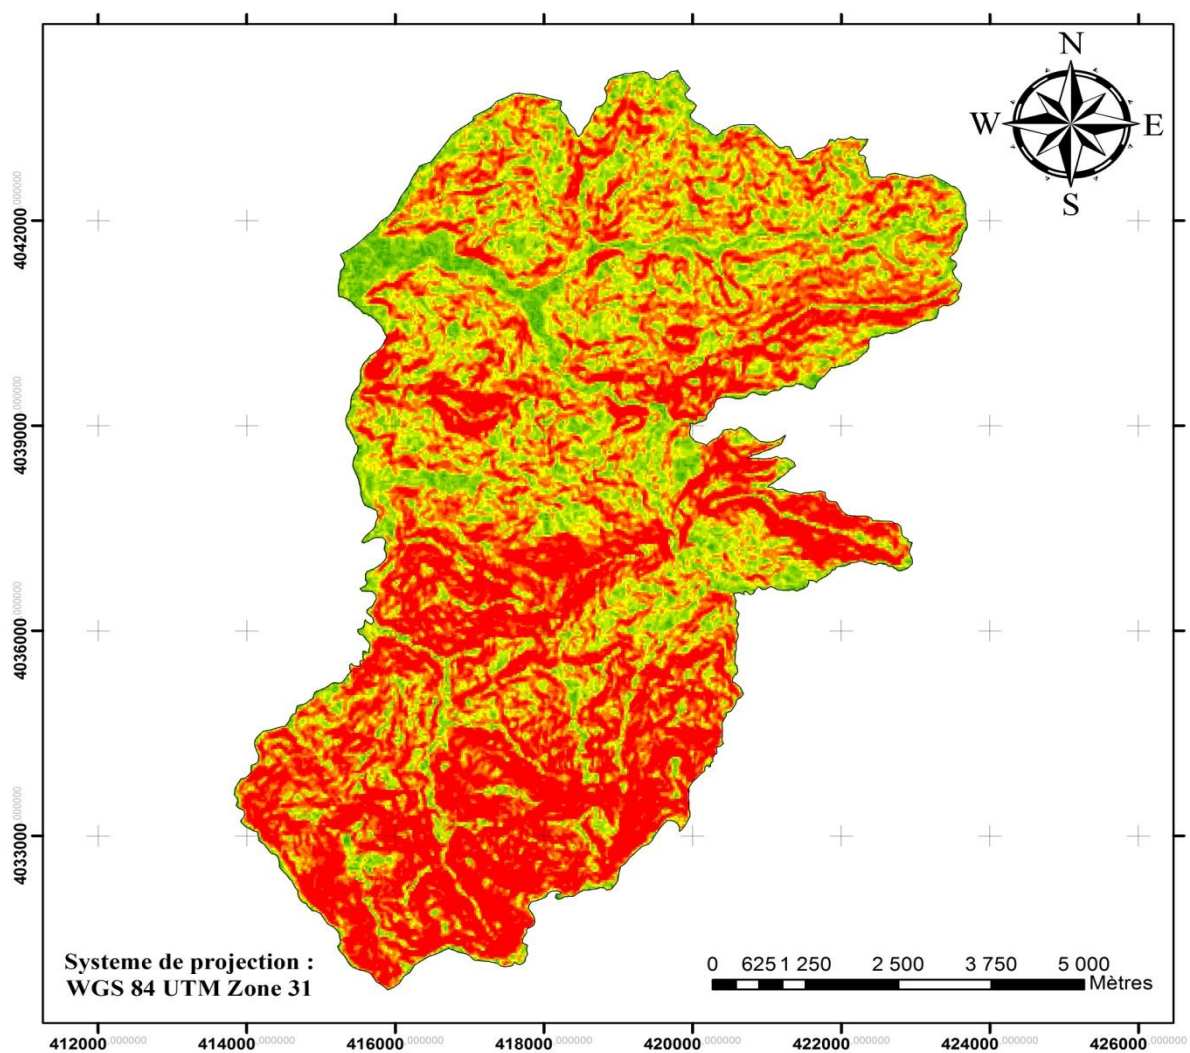 N
W E
S
4042000,000000
4039000,000000
4036000,000000
4033000,000000
Systeme de projection :
WGS 84 UTM Zone 31
0 625 1 250 2 500 3 750 5 000
Mètres
412000,000000 414000,000000 416000,000000 418000,000000 420000,000000 422000,000000 424000,000000 426000,000000